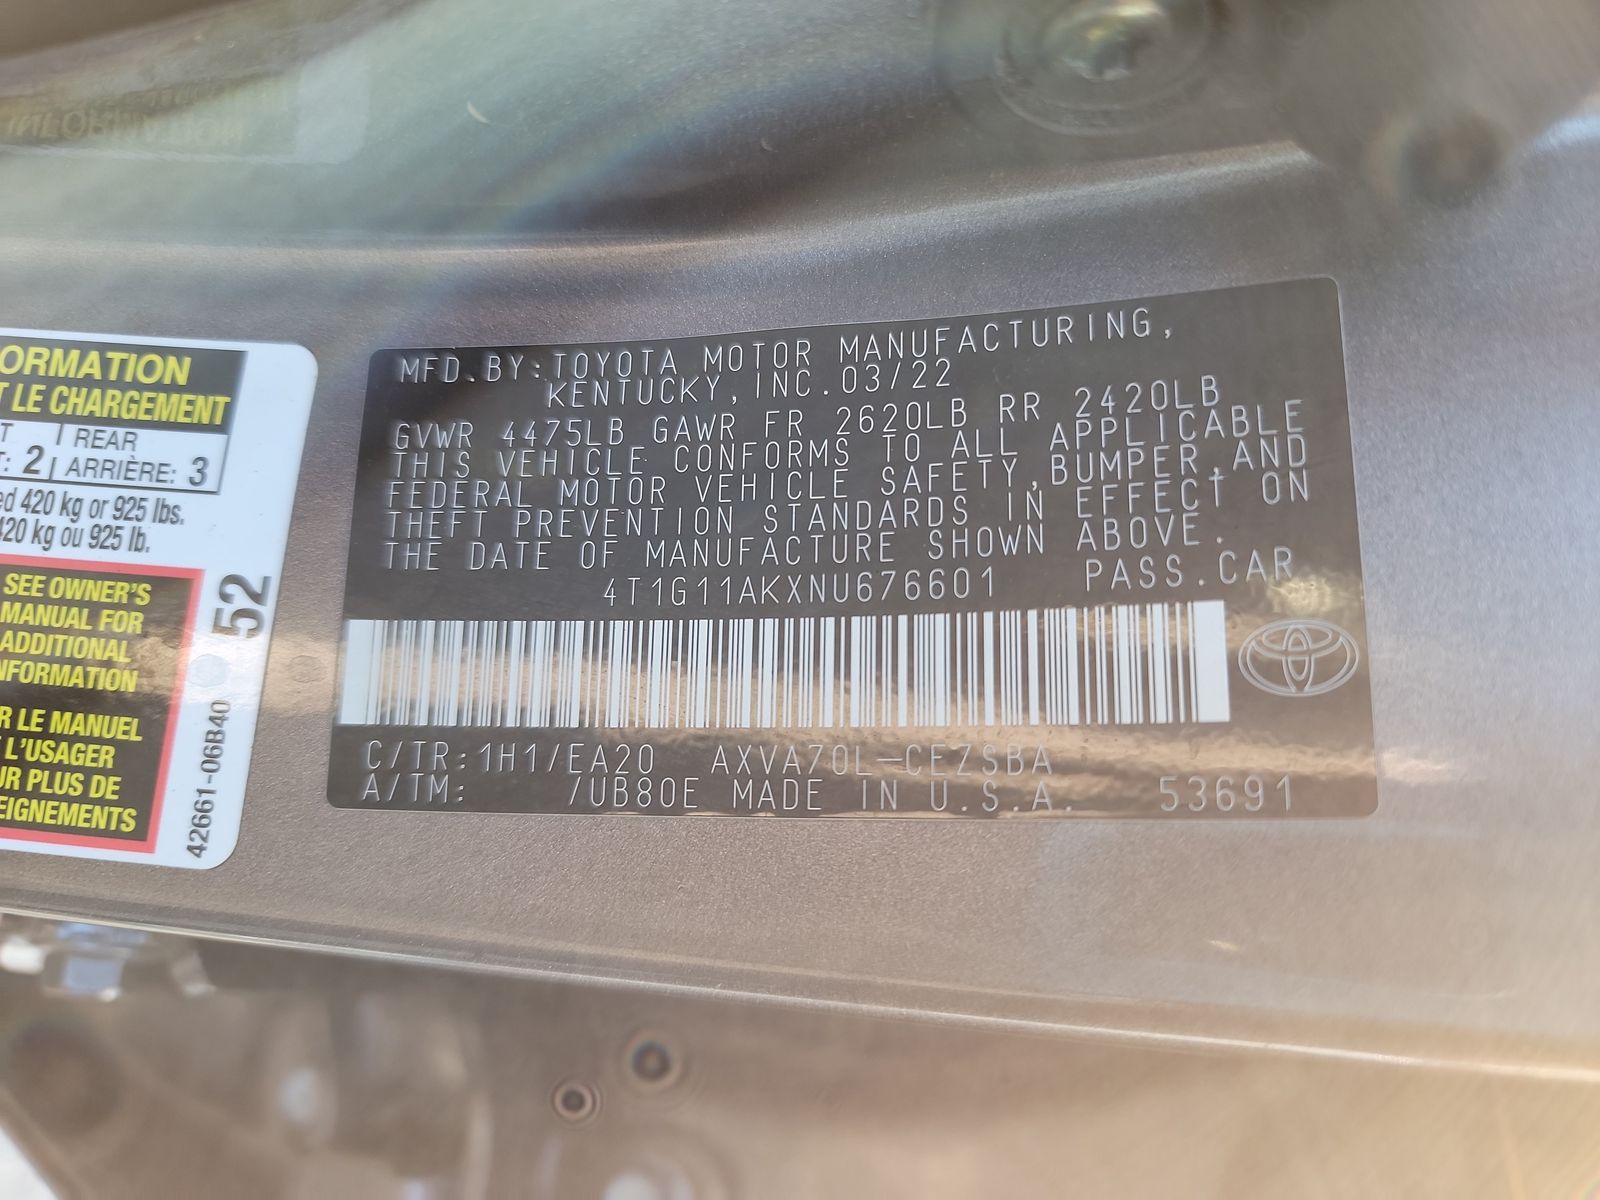 ORMATION
T LE CHARGEMENT
T | REAR
: 2 | ARRIÈRE: 3
ed 420 kg or 925 lbs.
420 kg ou 925 lb.
SEE OWNER'S
MANUAL FOR
ADDITIONAL
NFORMATION
R LE MANUEL
L'USAGER
UR PLUS DE
EIGNEMENTS
52
42661-06B40
MFD.BY:TOYOTA MOTOR MANUFACTURING,
KENTUCKY,INC.03/22
GVWR 4475LB GAWR FR 2620LB RR 2420LB
THIS VEHICLE CONFORMS TO ALL APPLICABLE
FEDERAL MOTOR VEHICLE SAFETY,BUMPER,AND
THEFT PREVENTION STANDARDS IN EFFECT ON
THE DATE OF MANUFACTURE SHOWN ABOVE.
4T1G11AKXNU676601 PASS.CAR
C/TR:1H1/EA20 AXVA70L-CEZSBA
A/TM: /UB80E MADE IN U.S.A. 53691